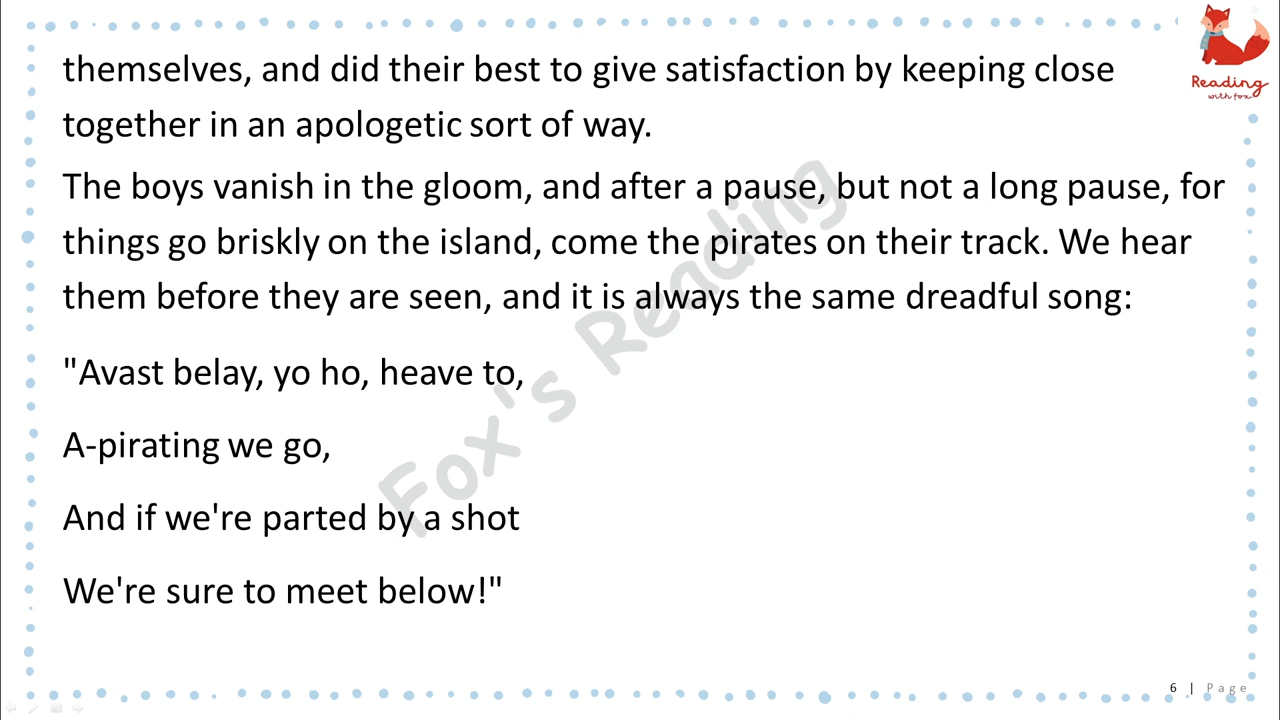 Reading
with fox
themselves, and did their best to give satisfaction by keeping close
together in an apologetic sort of way.
The boys vanish in the gloom, and after a pause, but not a long pause, for
things go briskly on the island, come the pirates on their track. We hear
them before they are seen, and it is always the same dreadful song:
"Avast belay, yo ho, heave to,
A-pirating we go,
And if we're parted by a shot
We're sure to meet below!"
Fox's Reading
6 | Page